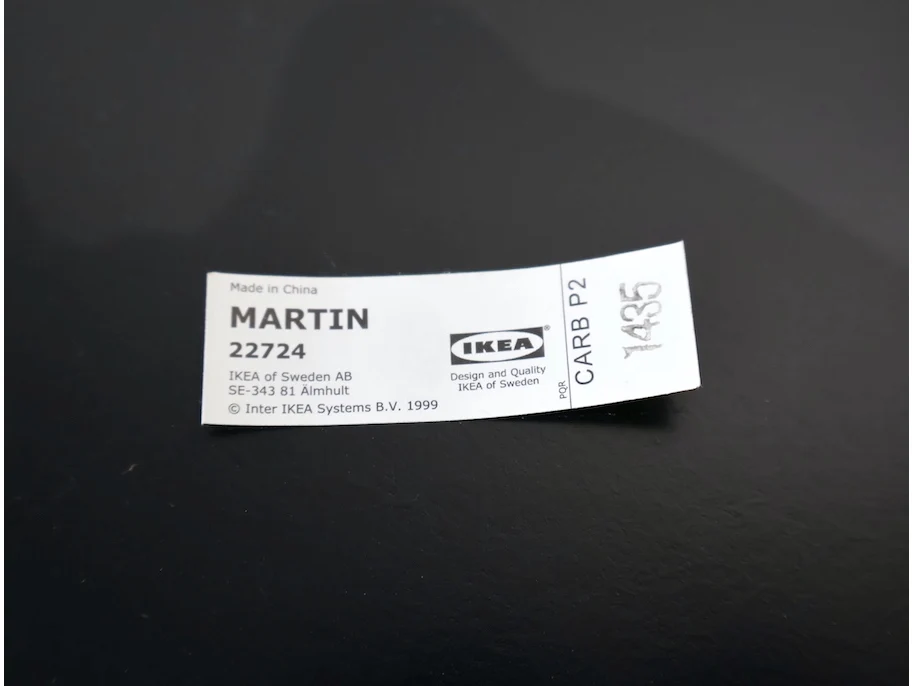 Made in China
MARTIN
22724
IKEA of Sweden AB
SE-343 81 Älmhult
© Inter IKEA Systems B.V. 1999
IKEA®
Design and Quality
IKEA of Sweden
PQR
CARB P2
1435